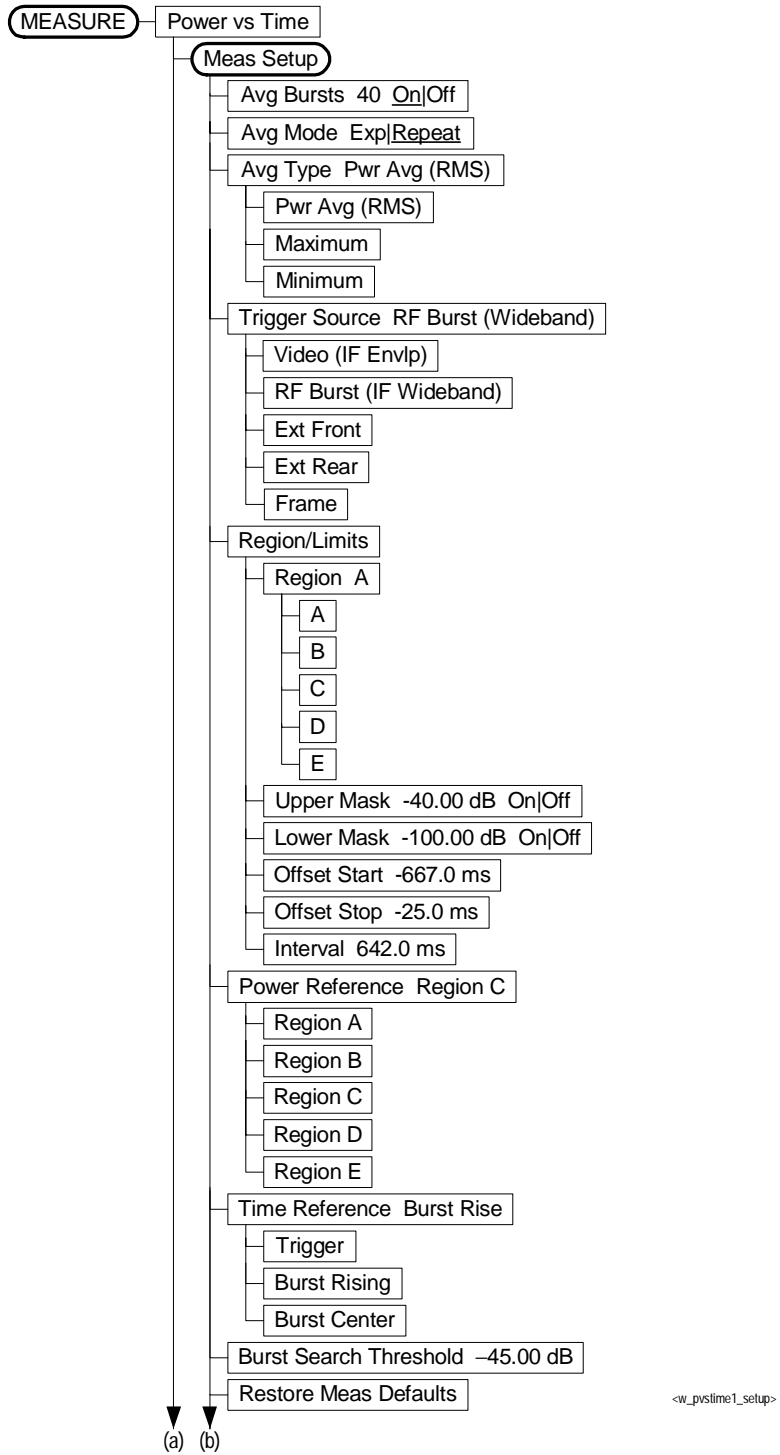 MEASURE
Power vs Time
Meas Setup
Avg Bursts 40 On|Off
Avg Mode Exp|Repeat
Avg Type Pwr Avg (RMS)
Pwr Avg (RMS)
Maximum
Minimum
Trigger Source RF Burst (Wideband)
Video (IF Envlp)
RF Burst (IF Wideband)
Ext Front
Ext Rear
Frame
Region/Limits
Region A
A
B
C
D
E
Upper Mask -40.00 dB On|Off
Lower Mask -100.00 dB On|Off
Offset Start -667.0 ms
Offset Stop -25.0 ms
Interval 642.0 ms
Power Reference Region C
Region A
Region B
Region C
Region D
Region E
Time Reference Burst Rise
Trigger
Burst Rising
Burst Center
Burst Search Threshold –45.00 dB
Restore Meas Defaults
<w_pvstime1_setup>
(a) (b)